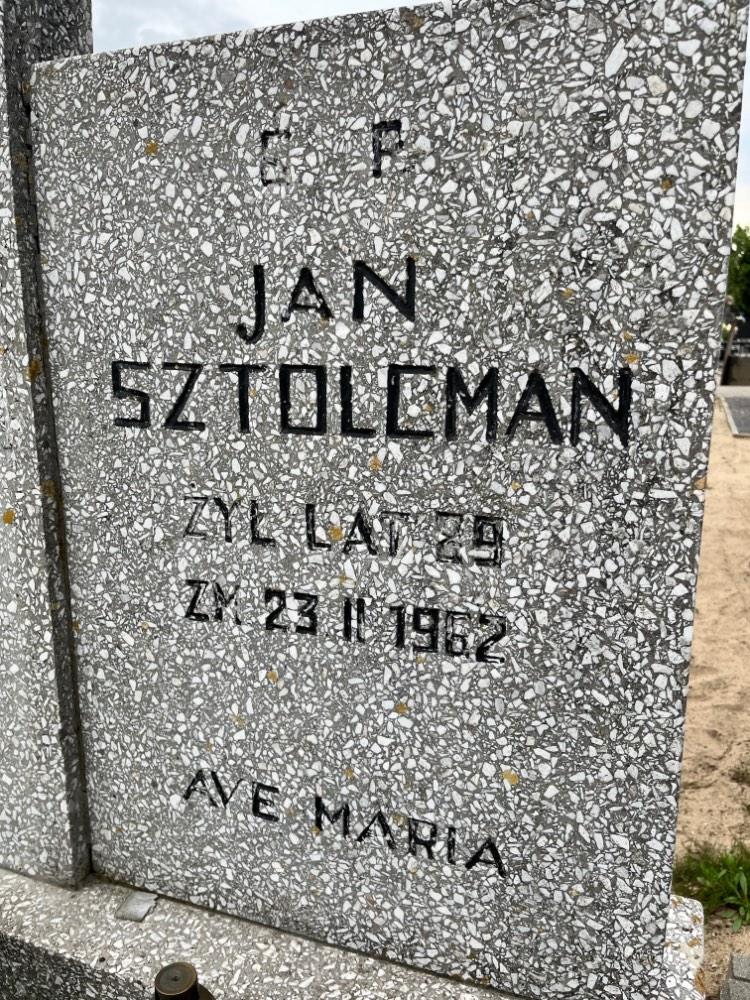 Ś P
JAN
SZTOLCMAN
ŻYŁ LAT 29
ZM 23 II 1962
AVE MARIA